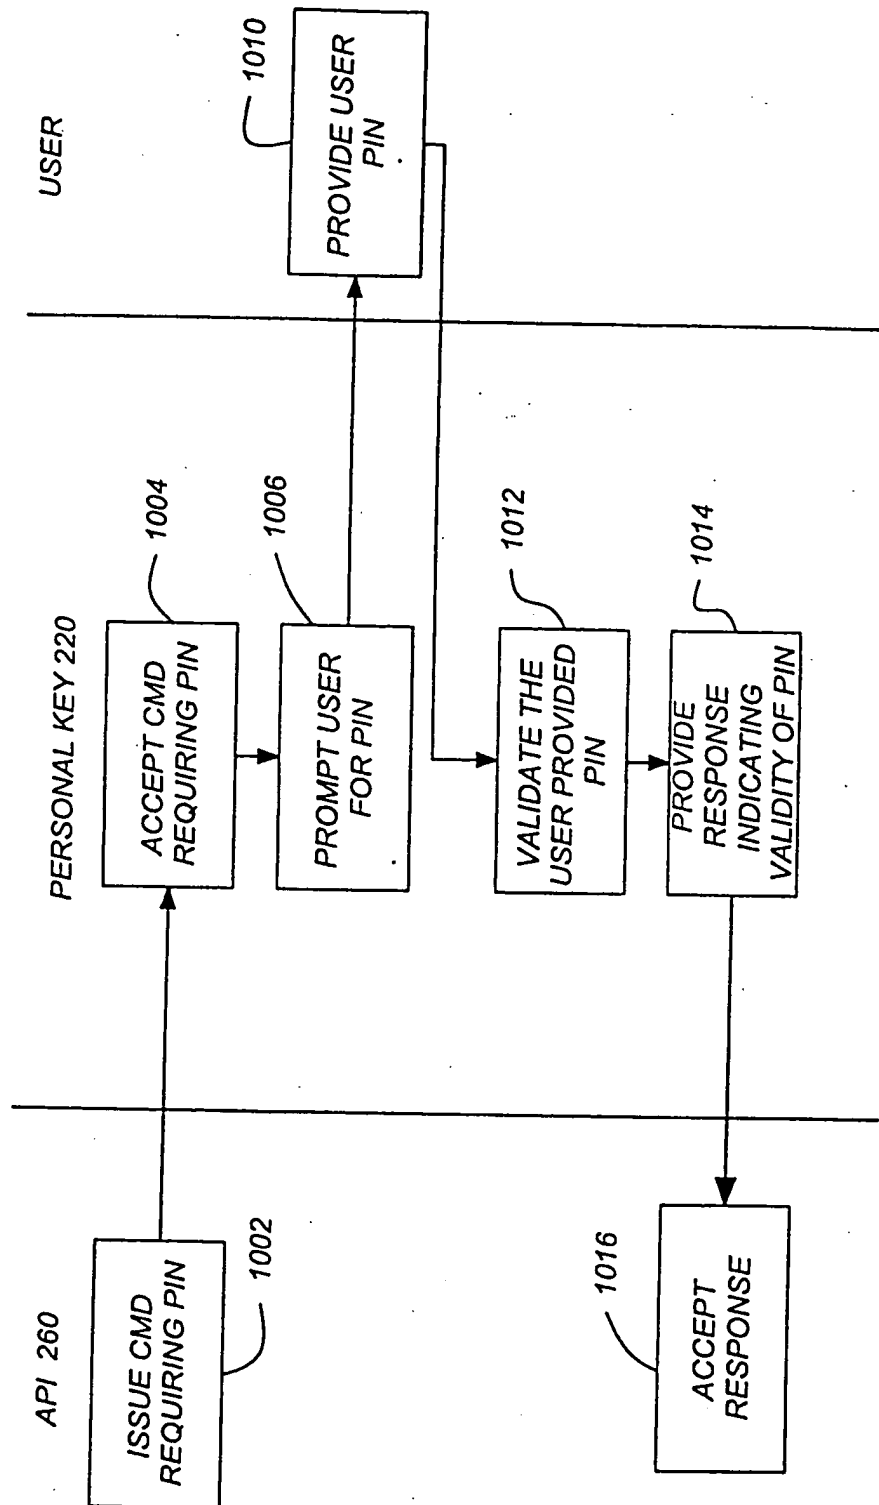 API 260
PERSONAL KEY 220
USER
ISSUE CMD
REQUIRING PIN
1002
ACCEPT CMD
REQUIRING PIN
1004
PROMPT USER
FOR PIN
1006
PROVIDE USER
PIN
1010
VALIDATE THE
USER PROVIDED
PIN
1012
PROVIDE
RESPONSE
INDICATING
VALIDITY OF PIN
1014
ACCEPT
RESPONSE
1016